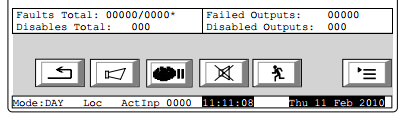 Faults Total: 00000/0000* Failed Outputs: 00000
Disables Total: 000 Disabled Outputs: 000
Mode:DAY Loc ActInp 0000 11:11:08 Thu 11 Feb 2010